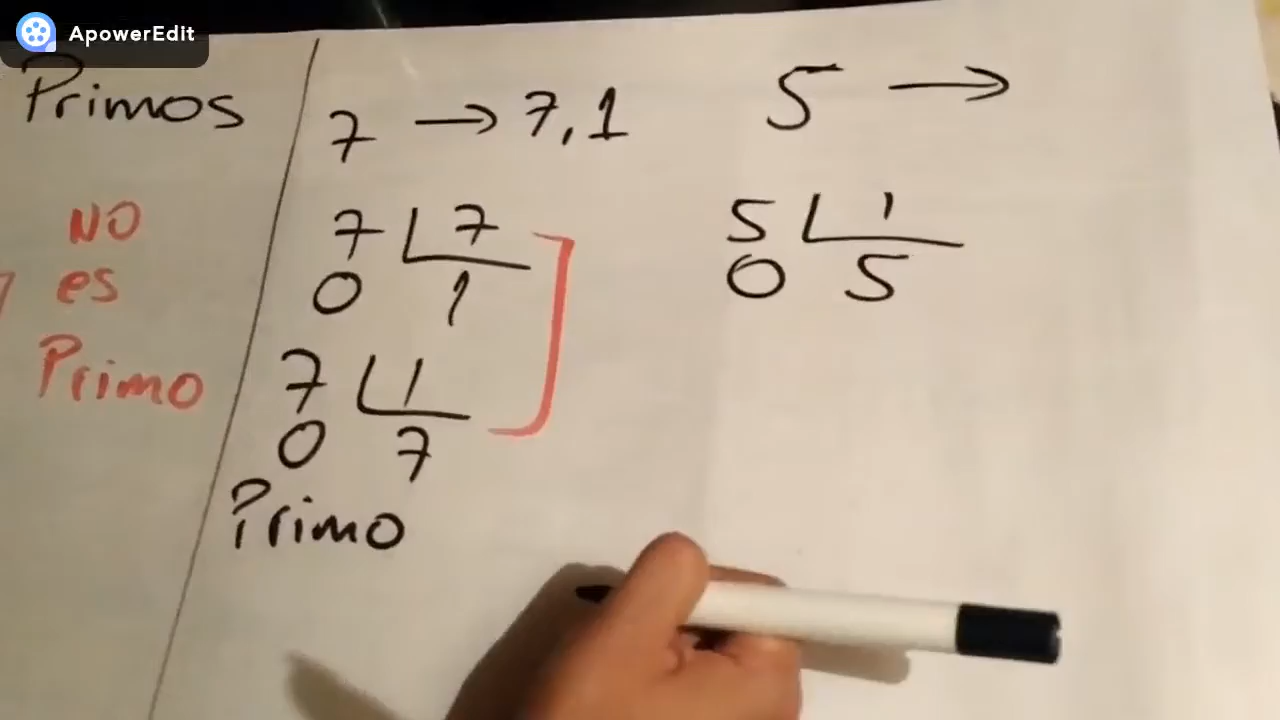 ApowerEdit
Primos
NO
es
Primo
7 → 7, 1
7 7
0 1
7 1
0 7
Primo
5 →
5 1
0 5